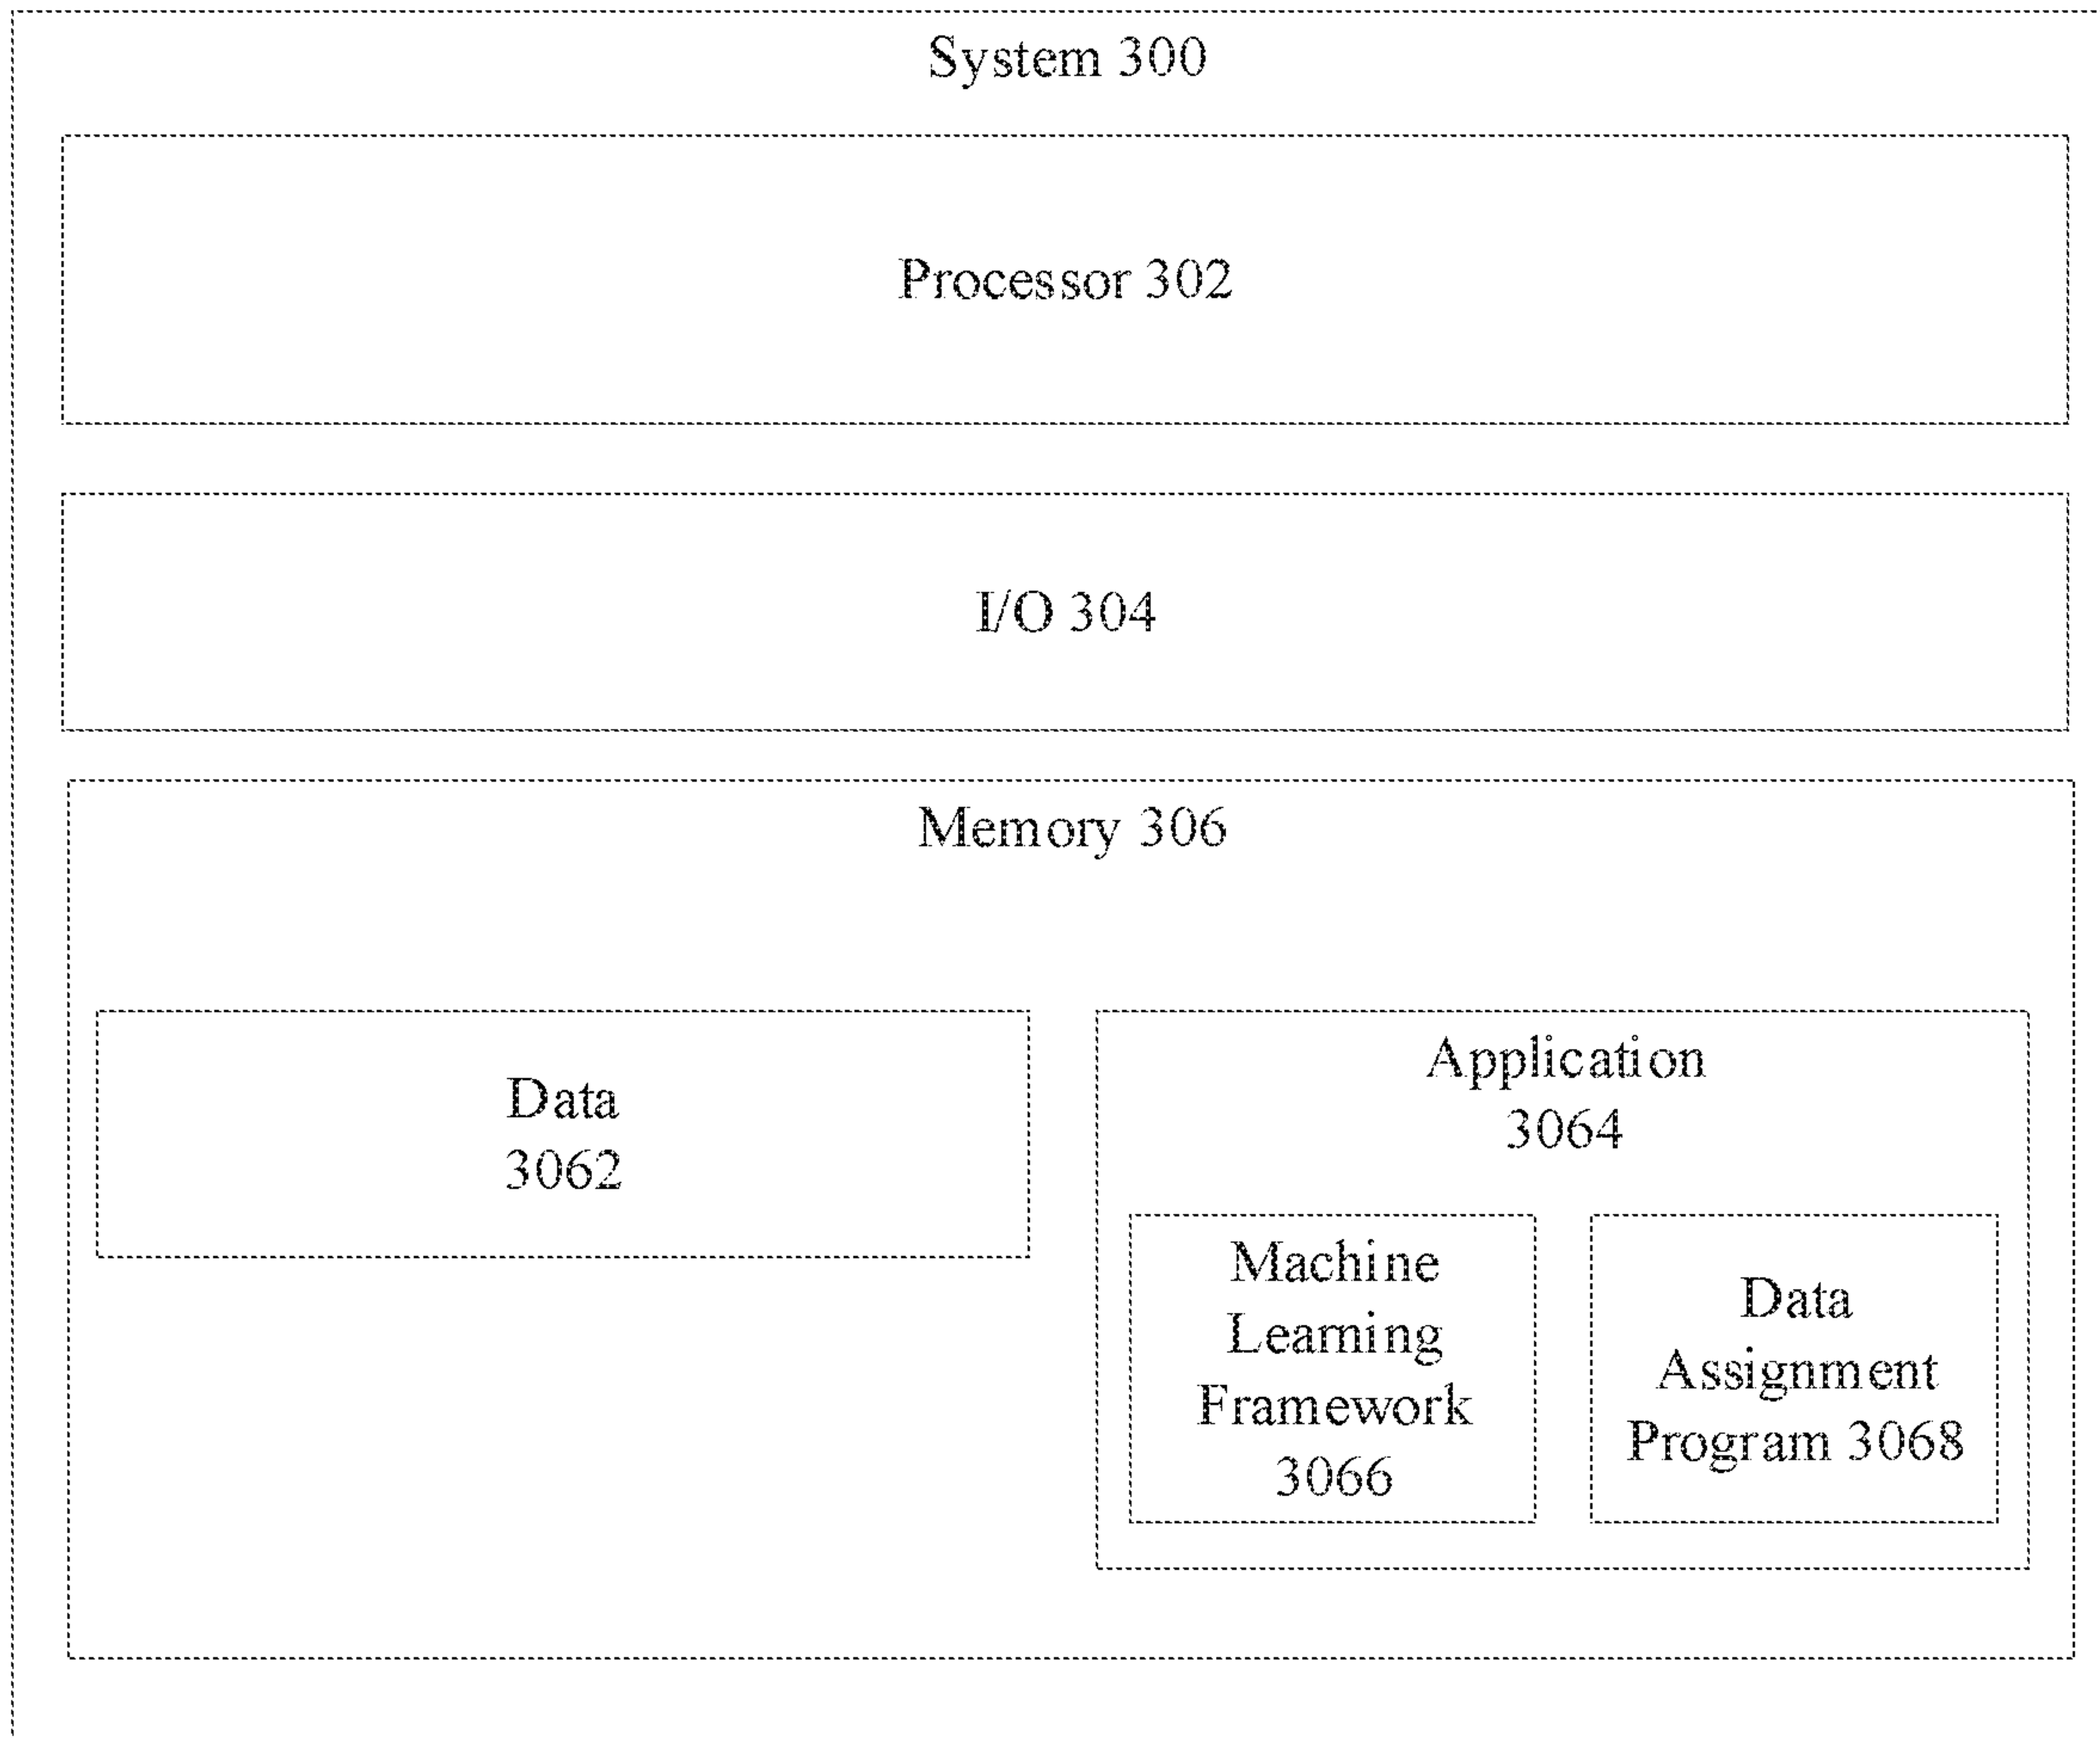 System 300
Processor 302
I/O 304
Memory 306
Data
3062
Application
3064
Machine
Learning
Framework
3066
Data
Assignment
Program 3068